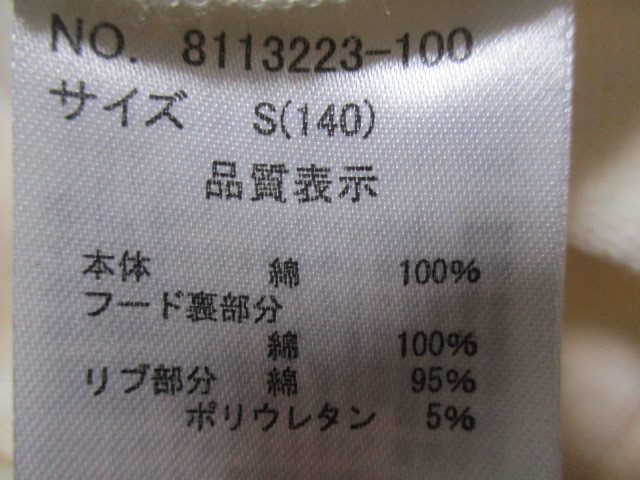 NO. 8113223-100
サイズ S(140)
品質表示
本体 綿 100%
フード裏部分
綿 100%
リブ部分 綿 95%
ポリウレタン 5%